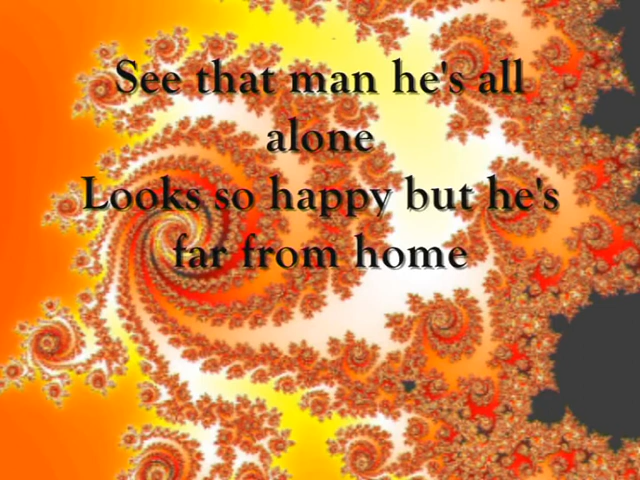 See that man he's all
alone
Looks so happy but he's
far from home